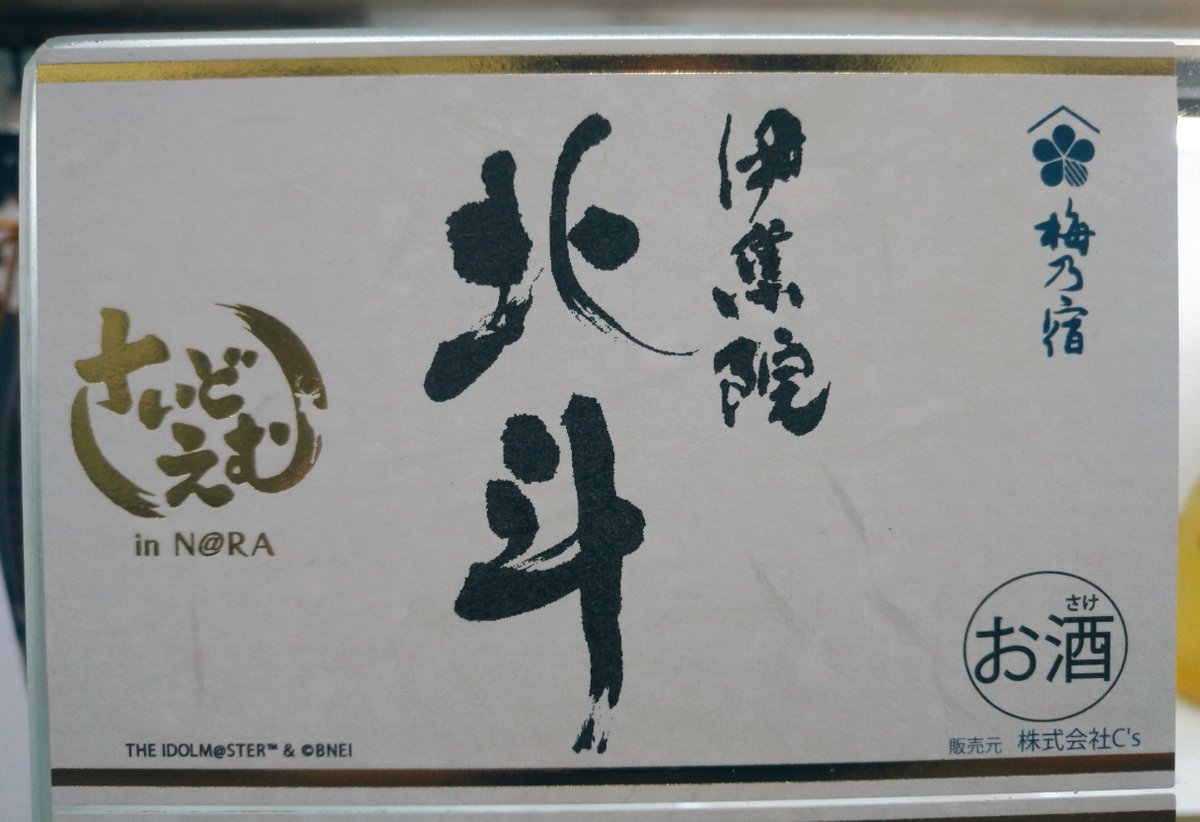 梅乃宿
伊集院
北斗
さいど
えむ
in N@RA
さけ
お酒
販売元 株式会社C's
THE IDOLM@STER™ & ©BNEI